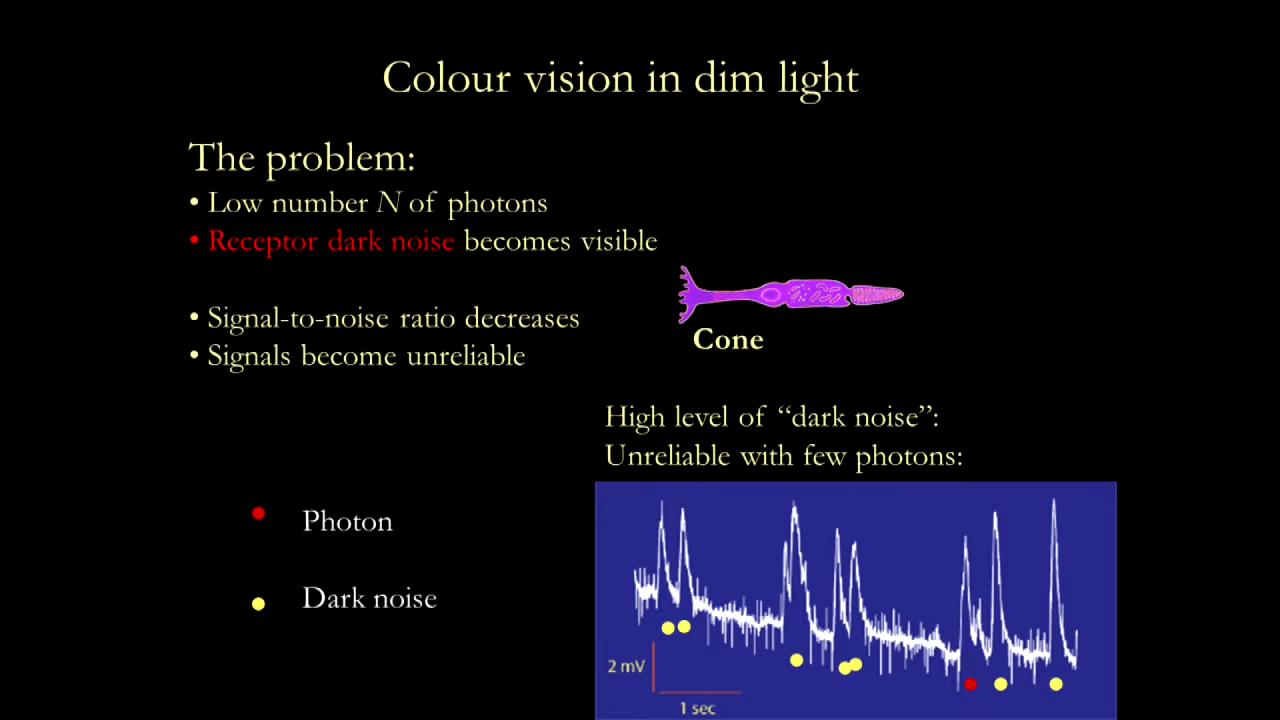 Colour vision in dim light
The problem:
• Low number N of photons
• Receptor dark noise becomes visible
• Signal-to-noise ratio decreases
• Signals become unreliable
Cone
High level of “dark noise”:
Unreliable with few photons:
Photon
Dark noise
2 mV
1 sec